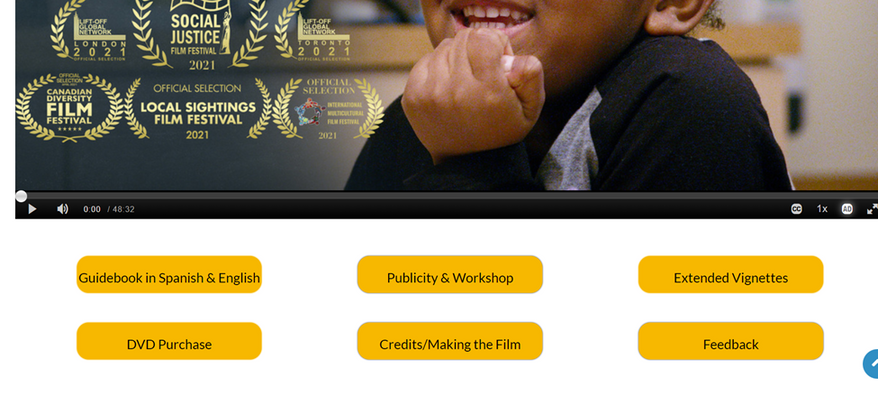 LIFT-OFF
GLOBAL
NETWORK
LONDON
2021
OFFICIAL SELECTION
SOCIAL
JUSTICE
FILM FESTIVAL
2021
LIFT-OFF
GLOBAL
NETWORK
TORONTO
2021
OFFICIAL SELECTION
OFFICIAL
SELECTION
CANADIAN
DIVERSITY
FILM
FESTIVAL
OFFICIAL SELECTION
LOCAL SIGHTINGS
FILM FESTIVAL
2021
OFFICIAL
SELECTION
INTERNATIONAL
MULTICULTURAL
FILM FESTIVAL
2021
0:00 / 48:32
CC 1x AD
Guidebook in Spanish & English
Publicity & Workshop
Extended Vignettes
DVD Purchase
Credits/Making the Film
Feedback